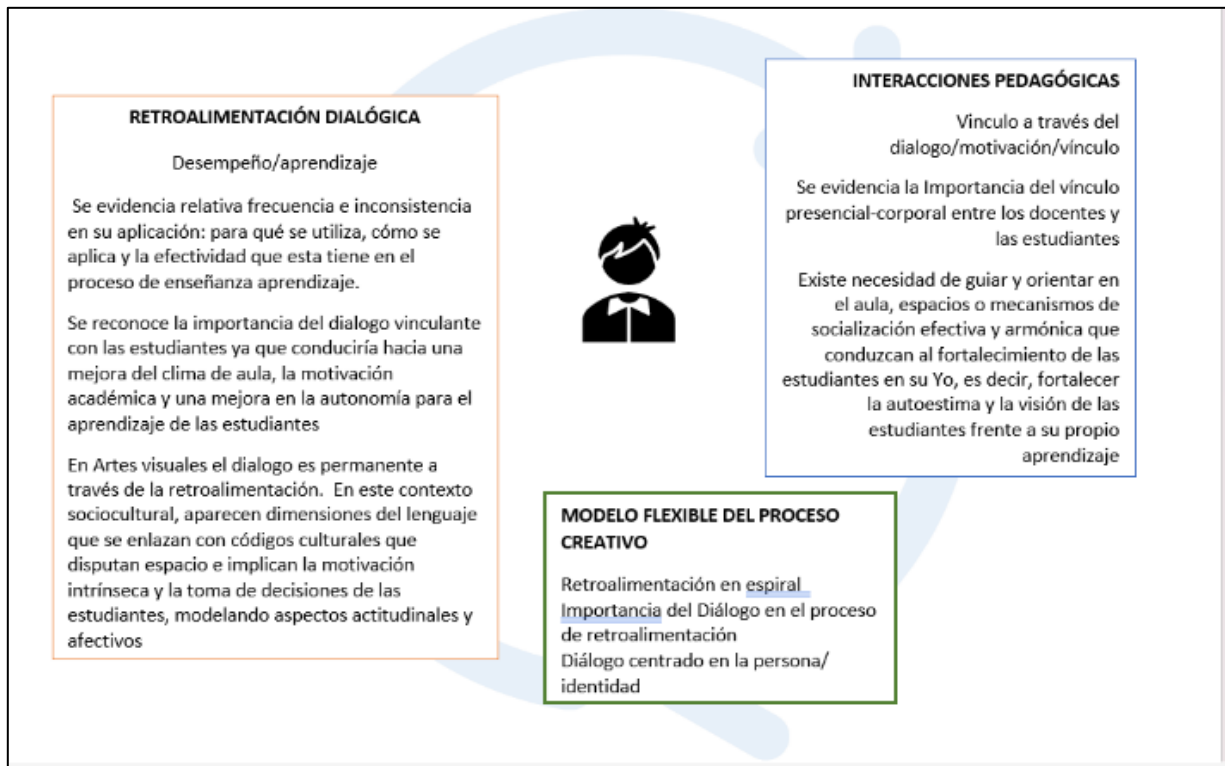 RETROALIMENTACIÓN DIALÓGICA
Desempeño/aprendizaje
Se evidencia relativa frecuencia e inconsistencia
en su aplicación: para qué se utiliza, cómo se
aplica y la efectividad que esta tiene en el
proceso de enseñanza aprendizaje.
Se reconoce la importancia del dialogo vinculante
con las estudiantes ya que conduciría hacia una
mejora del clima de aula, la motivación
académica y una mejora en la autonomía para el
aprendizaje de las estudiantes
En Artes visuales el dialogo es permanente a
través de la retroalimentación. En este contexto
sociocultural, aparecen dimensiones del lenguaje
que se enlazan con códigos culturales que
disputan espacio e implican la motivación
intrínseca y la toma de decisiones de las
estudiantes, modelando aspectos actitudinales y
afectivos
INTERACCIONES PEDAGÓGICAS
Vinculo a través del
dialogo/motivación/vínculo
Se evidencia la Importancia del vínculo
presencial-corporal entre los docentes y
las estudiantes
Existe necesidad de guiar y orientar en
el aula, espacios o mecanismos de
socialización efectiva y armónica que
conduzcan al fortalecimiento de las
estudiantes en su Yo, es decir, fortalecer
la autoestima y la visión de las
estudiantes frente a su propio
aprendizaje
MODELO FLEXIBLE DEL PROCESO
CREATIVO
Retroalimentación en espiral
Importancia del Diálogo en el proceso
de retroalimentación
Diálogo centrado en la persona/
identidad